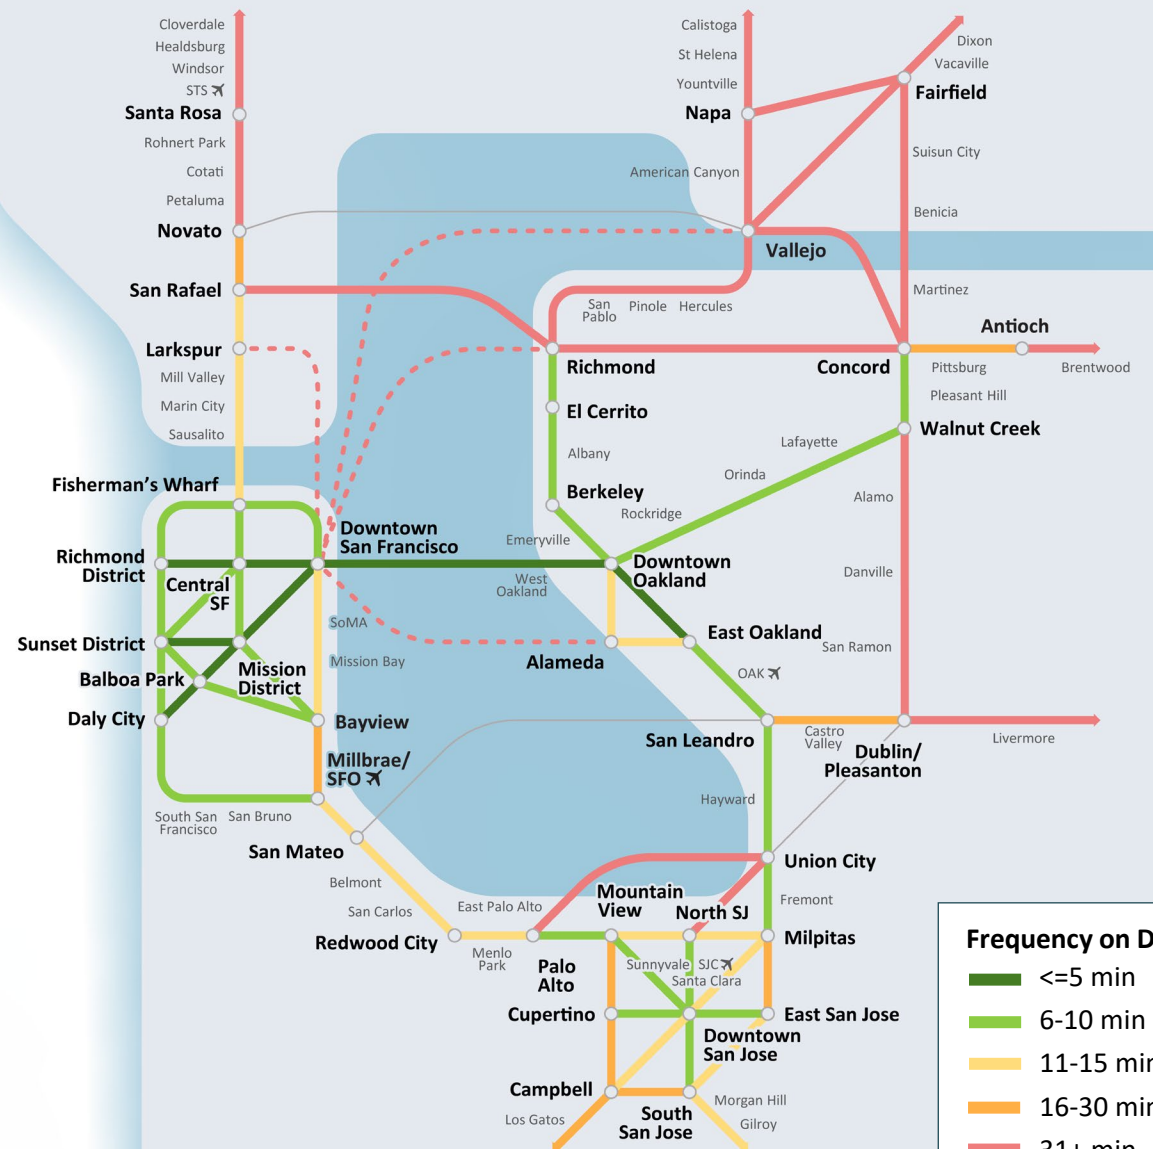 Cloverdale
Healdsburg
Windsor
STS
Santa Rosa
Rohnert Park
Cotati
Petaluma
Novato
San Rafael
Larkspur
Mill Valley
Marin City
Sausalito
Fisherman's Wharf
Calistoga
St Helena
Yountville
Napa
American Canyon
Vallejo
Dixon
Vacaville
Fairfield
Suisun City
Benicia
Martinez
San
Pablo
Pinole
Hercules
Richmond
Concord
Antioch
Pittsburg
Brentwood
Pleasant Hill
El Cerrito
Walnut Creek
Albany
Lafayette
Orinda
Berkeley
Rockridge
Alamo
Emeryville
Downtown
San Francisco
Richmond
District
Central
SF
West
Oakland
Downtown
Oakland
Danville
Sunset District
SoMA
East Oakland
San Ramon
Mission Bay
Alameda
Balboa Park
Mission
District
OAK
Daly City
Bayview
San Leandro
Castro
Valley
Dublin/
Pleasanton
Livermore
Millbrae/
SFO
Hayward
South San
Francisco
San Bruno
San Mateo
Union City
Belmont
San Carlos
East Palo Alto
Mountain
View
North SJ
Fremont
Redwood City
Menlo
Park
Palo
Alto
Milpitas
Sunnyvale
SJC
Santa Clara
Cupertino
East San Jose
Downtown
San Jose
Campbell
South
San Jose
Morgan Hill
Gilroy
Los Gatos
Frequency on D
<=5 min
6-10 min
11-15 min
16-30 min
31+ min